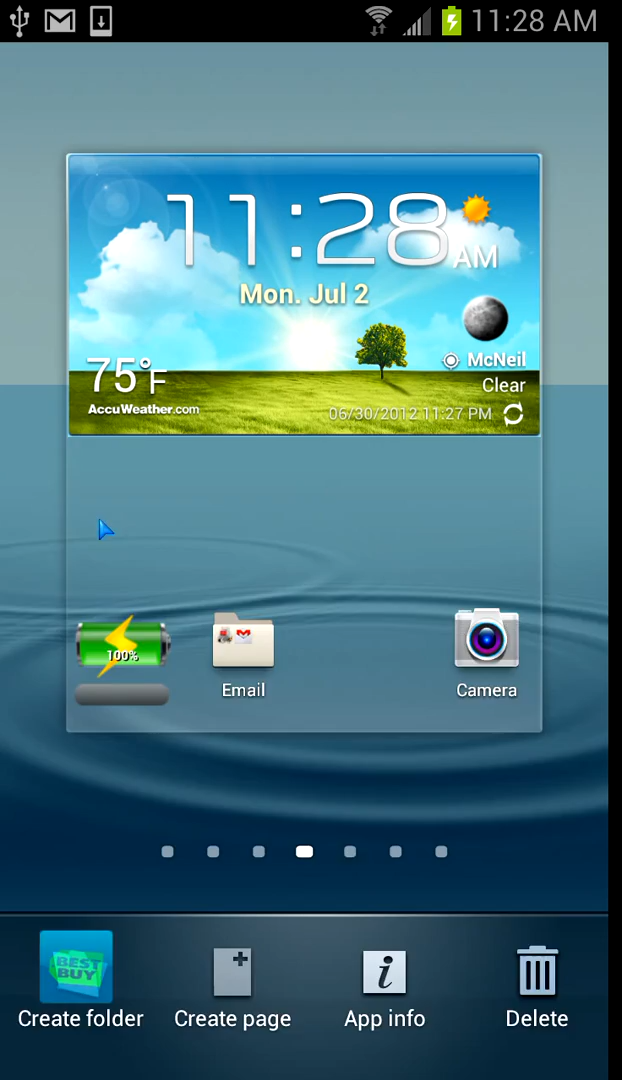 11:28 AM
11:28 AM
Mon. Jul 2
75°F
McNeil
Clear
AccuWeather.com
06/30/2012 11:27 PM
100%
Email
Camera
BEST
BUY
Create folder
Create page
App info
Delete